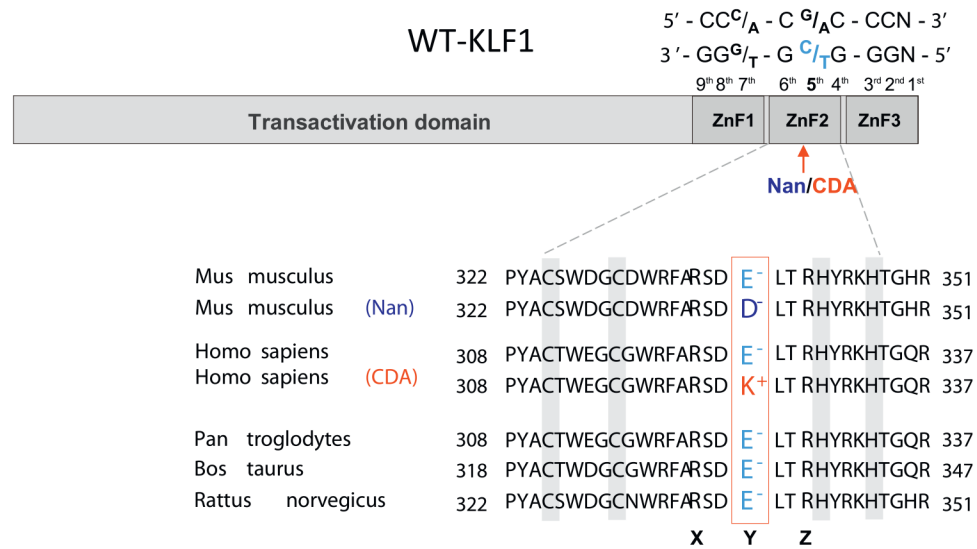 WT-KLF1
5′ - CCC/A - C G/AC - CCN - 3′
3′ - GGG/T - G C/TG - GGN - 5′
9th 8th 7th 6th 5th 4th 3rd 2nd 1st
Transactivation domain ZnF1 ZnF2 ZnF3
Nan/CDA
Mus musculus 322 PYACSWDGCDWRFARSD E- LT RHYRKHTGHR 351
Mus musculus (Nan) 322 PYACSWDGCDWRFARSD D- LT RHYRKHTGHR 351
Homo sapiens 308 PYACTWEGCGWRFARSD E- LT RHYRKHTGQR 337
Homo sapiens (CDA) 308 PYACTWEGCGWRFARSD K+ LT RHYRKHTGQR 337
Pan troglodytes 308 PYACTWEGCGWRFARSD E- LT RHYRKHTGQR 337
Bos taurus 318 PYACSWDGCGWRFARSD E- LT RHYRKHTGQR 347
Rattus norvegicus 322 PYACSWDGCNWRFARSD E- LT RHYRKHTGHR 351
X Y Z